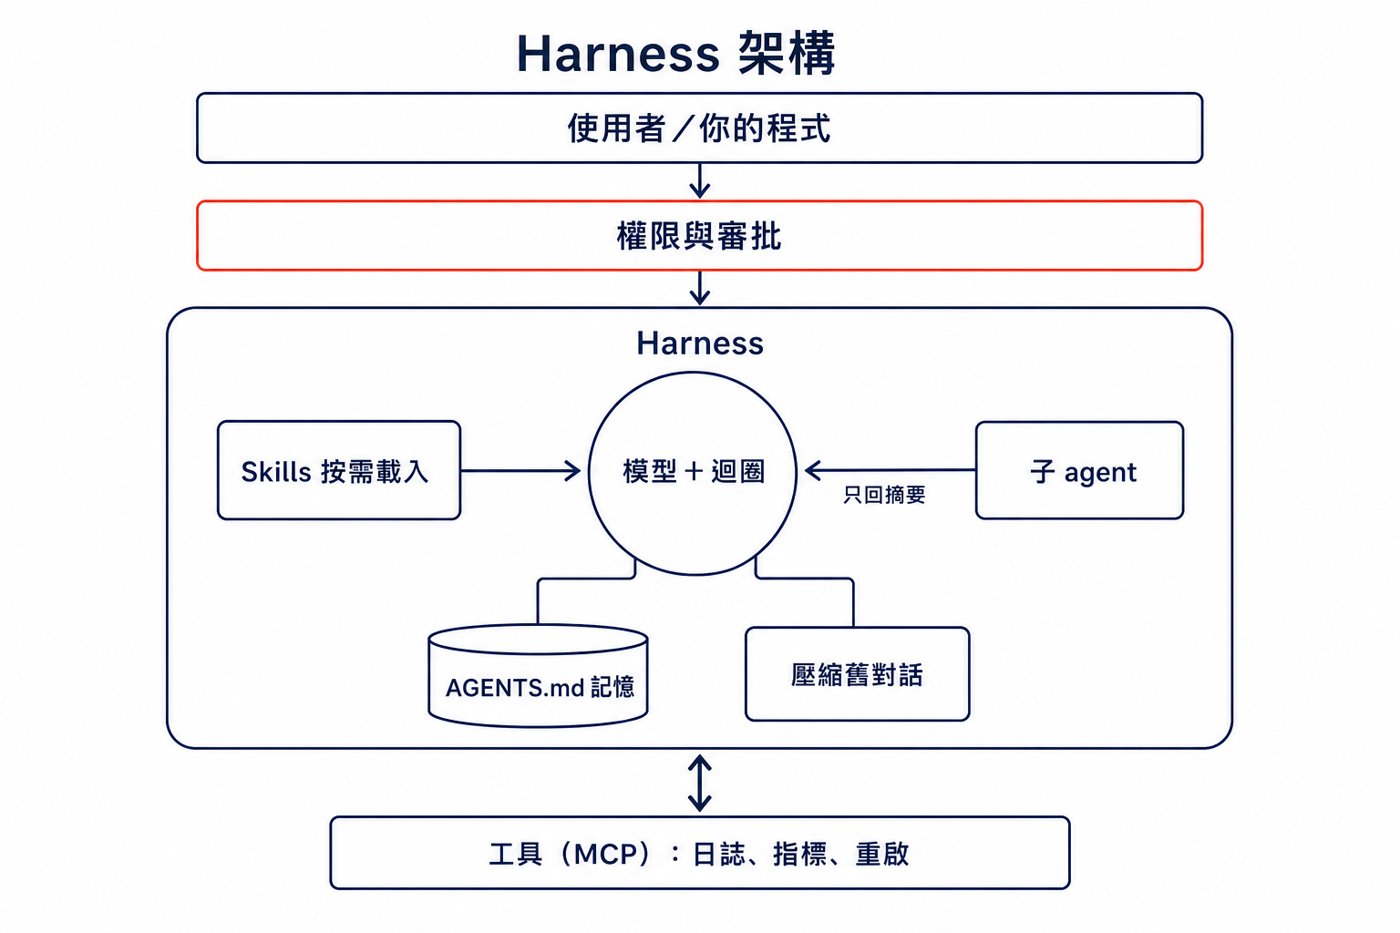 Harness 架構
使用者／你的程式
權限與審批
Harness
Skills 按需載入
模型＋迴圈
只回摘要
子 agent
AGENTS.md 記憶
壓縮舊對話
工具（MCP）：日誌、指標、重啟